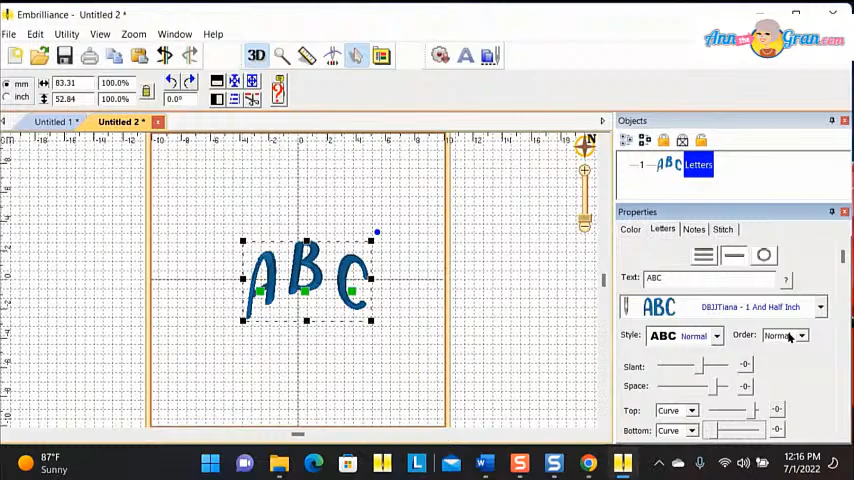 Embrilliance - Untitled 2 *
Ann the Gran.com
File Edit View Zoom Window Help
3D
mm 83.31 100.0%
inch 52.84 100.0% 0.0°
Untitled 1 * Untitled 2 * x
cm
N
ABC
Objects
1 ABC Letters
Properties
Color Letters Notes Stitch
Text: ABC ?
ABC DBJJTiana - 1 And Half Inch
Style: ABC Normal Order: Normal
Slant: -0-
Space: -0-
Top: Curve -0-
Bottom: Curve -0-
87°F
Sunny
12:16 PM
7/1/2022